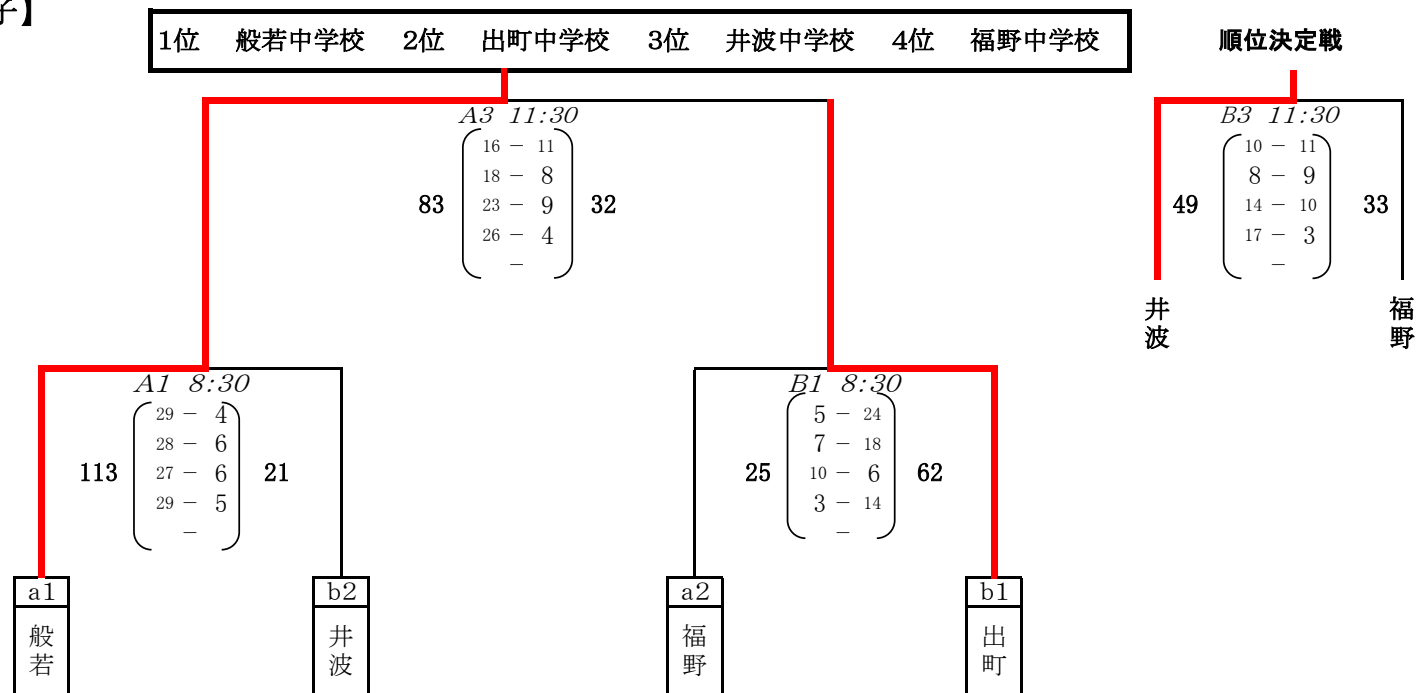 子】
1位 般若中学校 2位 出町中学校 3位 井波中学校 4位 福野中学校
順位決定戦
A3 11:30
16 － 11
18 － 8
83 23 － 9 32
26 － 4
－
B3 11:30
10 － 11
8 － 9
49 14 － 10 33
17 － 3
－
井波
福野
A1 8:30
29 － 4
28 － 6
113 27 － 6 21
29 － 5
－
B1 8:30
5 － 24
7 － 18
25 10 － 6 62
3 － 14
－
a1
般若
b2
井波
a2
福野
b1
出町